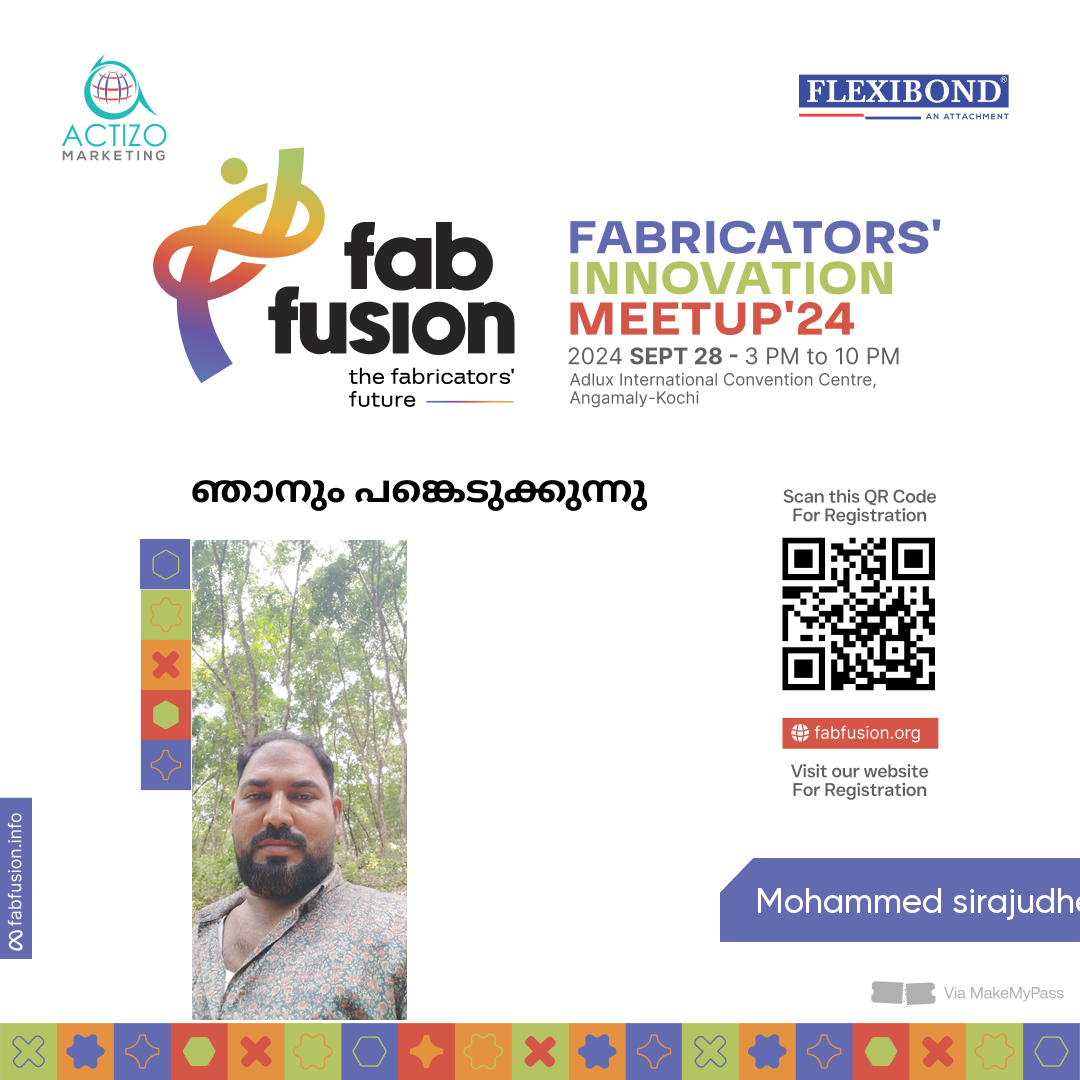 ACTIZO
MARKETING
FLEXIBOND®
AN ATTACHMENT
fab
fusion
the fabricators'
future
FABRICATORS'
INNOVATION
MEETUP'24
2024 SEPT 28 - 3 PM to 10 PM
Adlux International Convention Centre,
Angamaly-Kochi
ഞാനും പങ്കെടുക്കുന്നു
Scan this QR Code
For Registration
fabfusion.org
Visit our website
For Registration
fabfusion.info
Mohammed sirajudhe
Via MakeMyPass